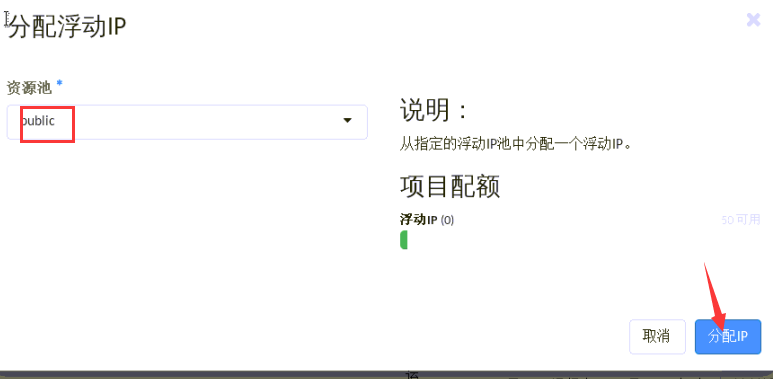 分配浮动IP
资源池 *
public
说明：
从指定的浮动IP池中分配一个浮动IP。
项目配额
浮动IP (0)
50 可用
取消
分配IP